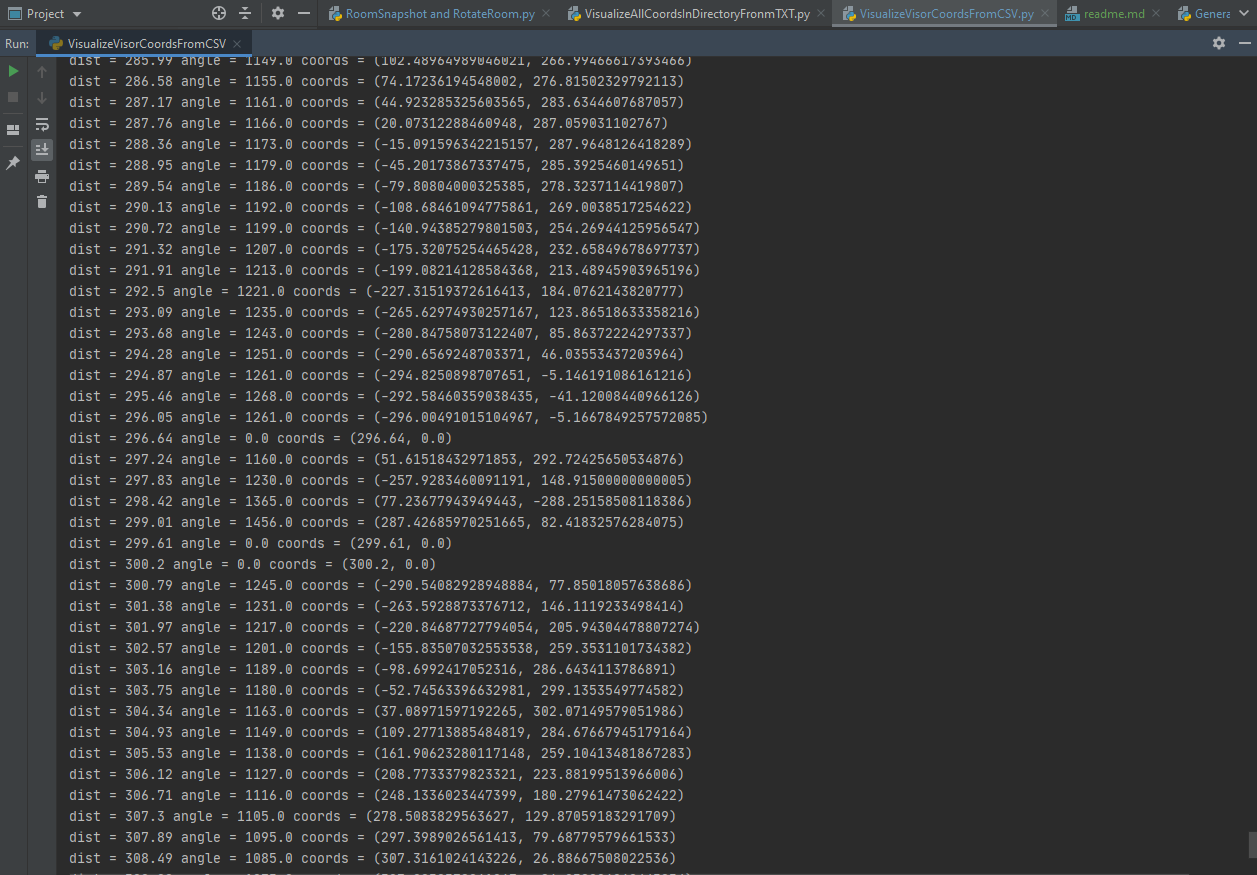 Project
RoomSnapshot and RotateRoom.py
VisualizeAllCoordsInDirectoryFronmTXT.py
VisualizeVisorCoordsFromCSV.py
readme.md
Genera
Run: VisualizeVisorCoordsFromCSV
dist = 285.99 angle = 1149.0 coords = (102.48964989046021, 266.99466617393466)
dist = 286.58 angle = 1155.0 coords = (74.17236194548002, 276.81502329792113)
dist = 287.17 angle = 1161.0 coords = (44.923285325603565, 283.6344607687057)
dist = 287.76 angle = 1166.0 coords = (20.07312288460948, 287.059031102767)
dist = 288.36 angle = 1173.0 coords = (-15.091596342215157, 287.9648126418289)
dist = 288.95 angle = 1179.0 coords = (-45.20173867337475, 285.3925460149651)
dist = 289.54 angle = 1186.0 coords = (-79.80804000325385, 278.3237114419807)
dist = 290.13 angle = 1192.0 coords = (-108.68461094775861, 269.0038517254622)
dist = 290.72 angle = 1199.0 coords = (-140.94385279801503, 254.26944125956547)
dist = 291.32 angle = 1207.0 coords = (-175.32075254465428, 232.65849678697737)
dist = 291.91 angle = 1213.0 coords = (-199.08214128584368, 213.48945903965196)
dist = 292.5 angle = 1221.0 coords = (-227.31519372616413, 184.0762143820777)
dist = 293.09 angle = 1235.0 coords = (-265.62974930257167, 123.86518633358216)
dist = 293.68 angle = 1243.0 coords = (-280.84758073122407, 85.86372224297337)
dist = 294.28 angle = 1251.0 coords = (-290.6569248703371, 46.03553437203964)
dist = 294.87 angle = 1261.0 coords = (-294.8250898707651, -5.146191086161216)
dist = 295.46 angle = 1268.0 coords = (-292.58460359038435, -41.12008440966126)
dist = 296.05 angle = 1261.0 coords = (-296.00491015104967, -5.1667849257572085)
dist = 296.64 angle = 0.0 coords = (296.64, 0.0)
dist = 297.24 angle = 1160.0 coords = (51.61518432971853, 292.72425650534876)
dist = 297.83 angle = 1230.0 coords = (-257.9283460091191, 148.91500000000005)
dist = 298.42 angle = 1365.0 coords = (77.23677943949443, -288.25158508118386)
dist = 299.01 angle = 1456.0 coords = (287.42685970251665, 82.41832576284075)
dist = 299.61 angle = 0.0 coords = (299.61, 0.0)
dist = 300.2 angle = 0.0 coords = (300.2, 0.0)
dist = 300.79 angle = 1245.0 coords = (-290.54082928948884, 77.85018057638686)
dist = 301.38 angle = 1231.0 coords = (-263.5928873376712, 146.1119233498414)
dist = 301.97 angle = 1217.0 coords = (-220.84687727794054, 205.94304478807274)
dist = 302.57 angle = 1201.0 coords = (-155.83507032553538, 259.3531101734382)
dist = 303.16 angle = 1189.0 coords = (-98.6992417052316, 286.6434113786891)
dist = 303.75 angle = 1180.0 coords = (-52.74563396632981, 299.1353549774582)
dist = 304.34 angle = 1163.0 coords = (37.08971597192265, 302.07149579051986)
dist = 304.93 angle = 1149.0 coords = (109.27713885484819, 284.67667945179164)
dist = 305.53 angle = 1138.0 coords = (161.90623280117148, 259.10413481867283)
dist = 306.12 angle = 1127.0 coords = (208.7733379823321, 223.88199513966006)
dist = 306.71 angle = 1116.0 coords = (248.1336023447399, 180.27961473062422)
dist = 307.3 angle = 1105.0 coords = (278.5083829563627, 129.87059183291709)
dist = 307.89 angle = 1095.0 coords = (297.3989026561413, 79.68779579661533)
dist = 308.49 angle = 1085.0 coords = (307.3161024143226, 26.88667508022536)